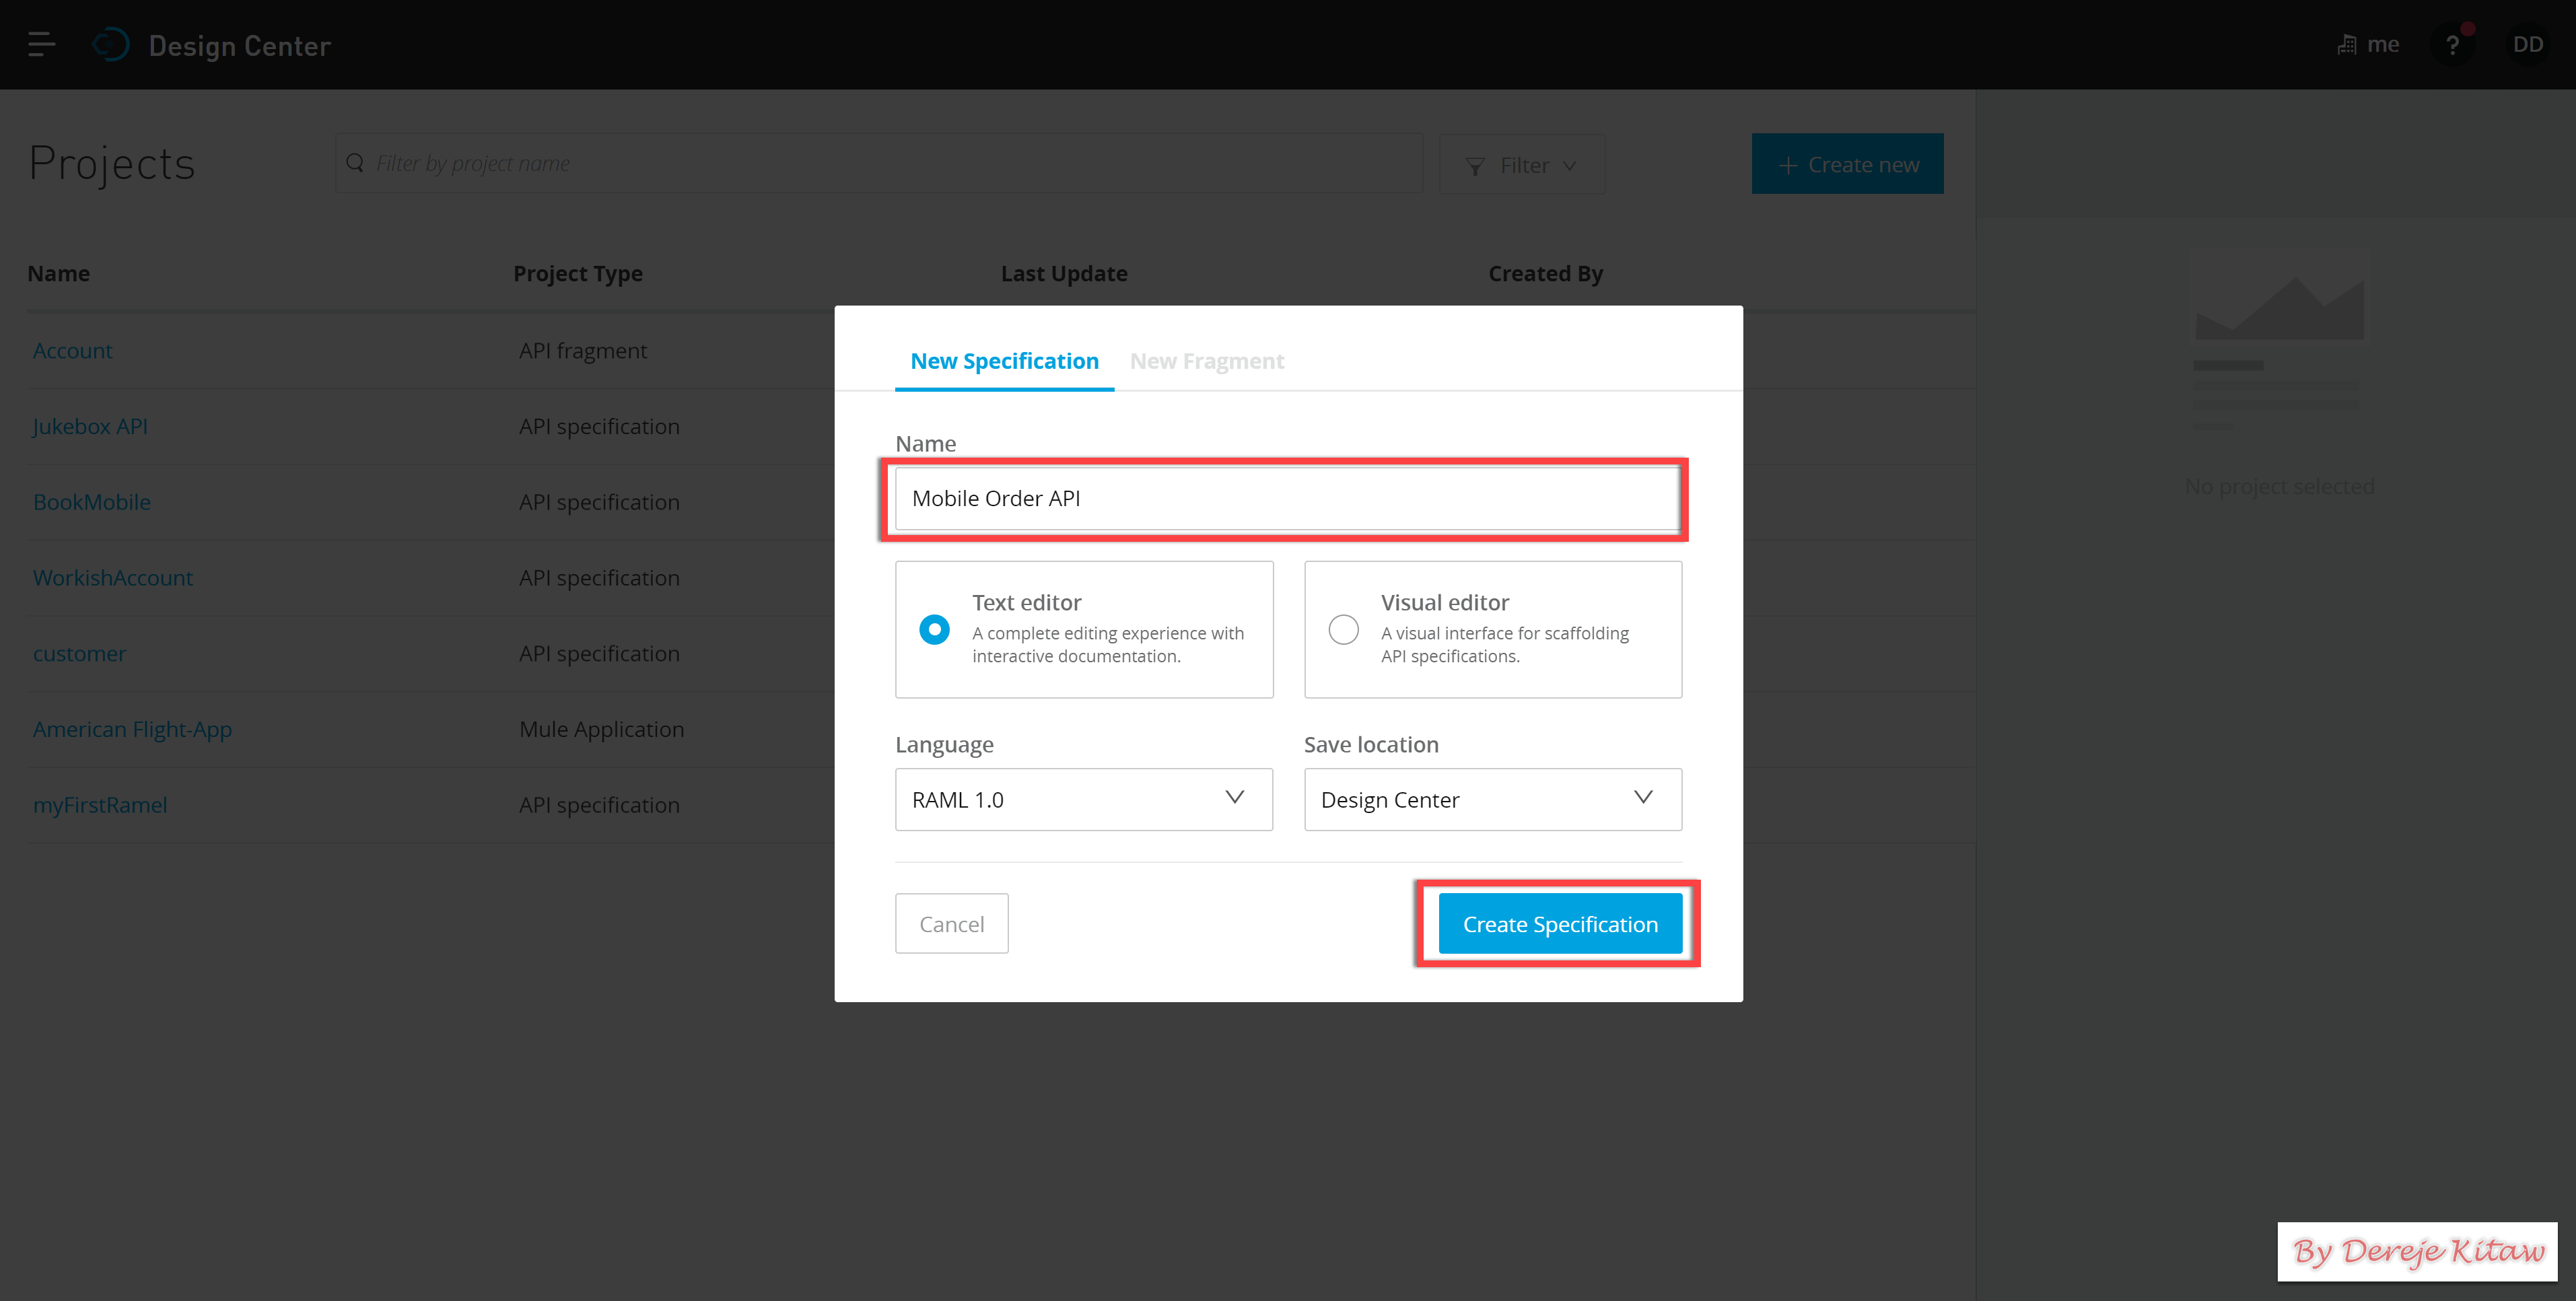 Design Center
me
?
DD
Projects
Filter by project name
Filter
Create new
Name Project Type Last Update Created By
Account API fragment
Jukebox API API specification
BookMobile API specification
WorkishAccount API specification
customer API specification
American Flight-App Mule Application
myFirstRamel API specification
No project selected
New Specification New Fragment
Name
Mobile Order API
Text editor
A complete editing experience with
interactive documentation.
Visual editor
A visual interface for scaffolding
API specifications.
Language
RAML 1.0
Save location
Design Center
Cancel
Create Specification
By Dereje Kitaw